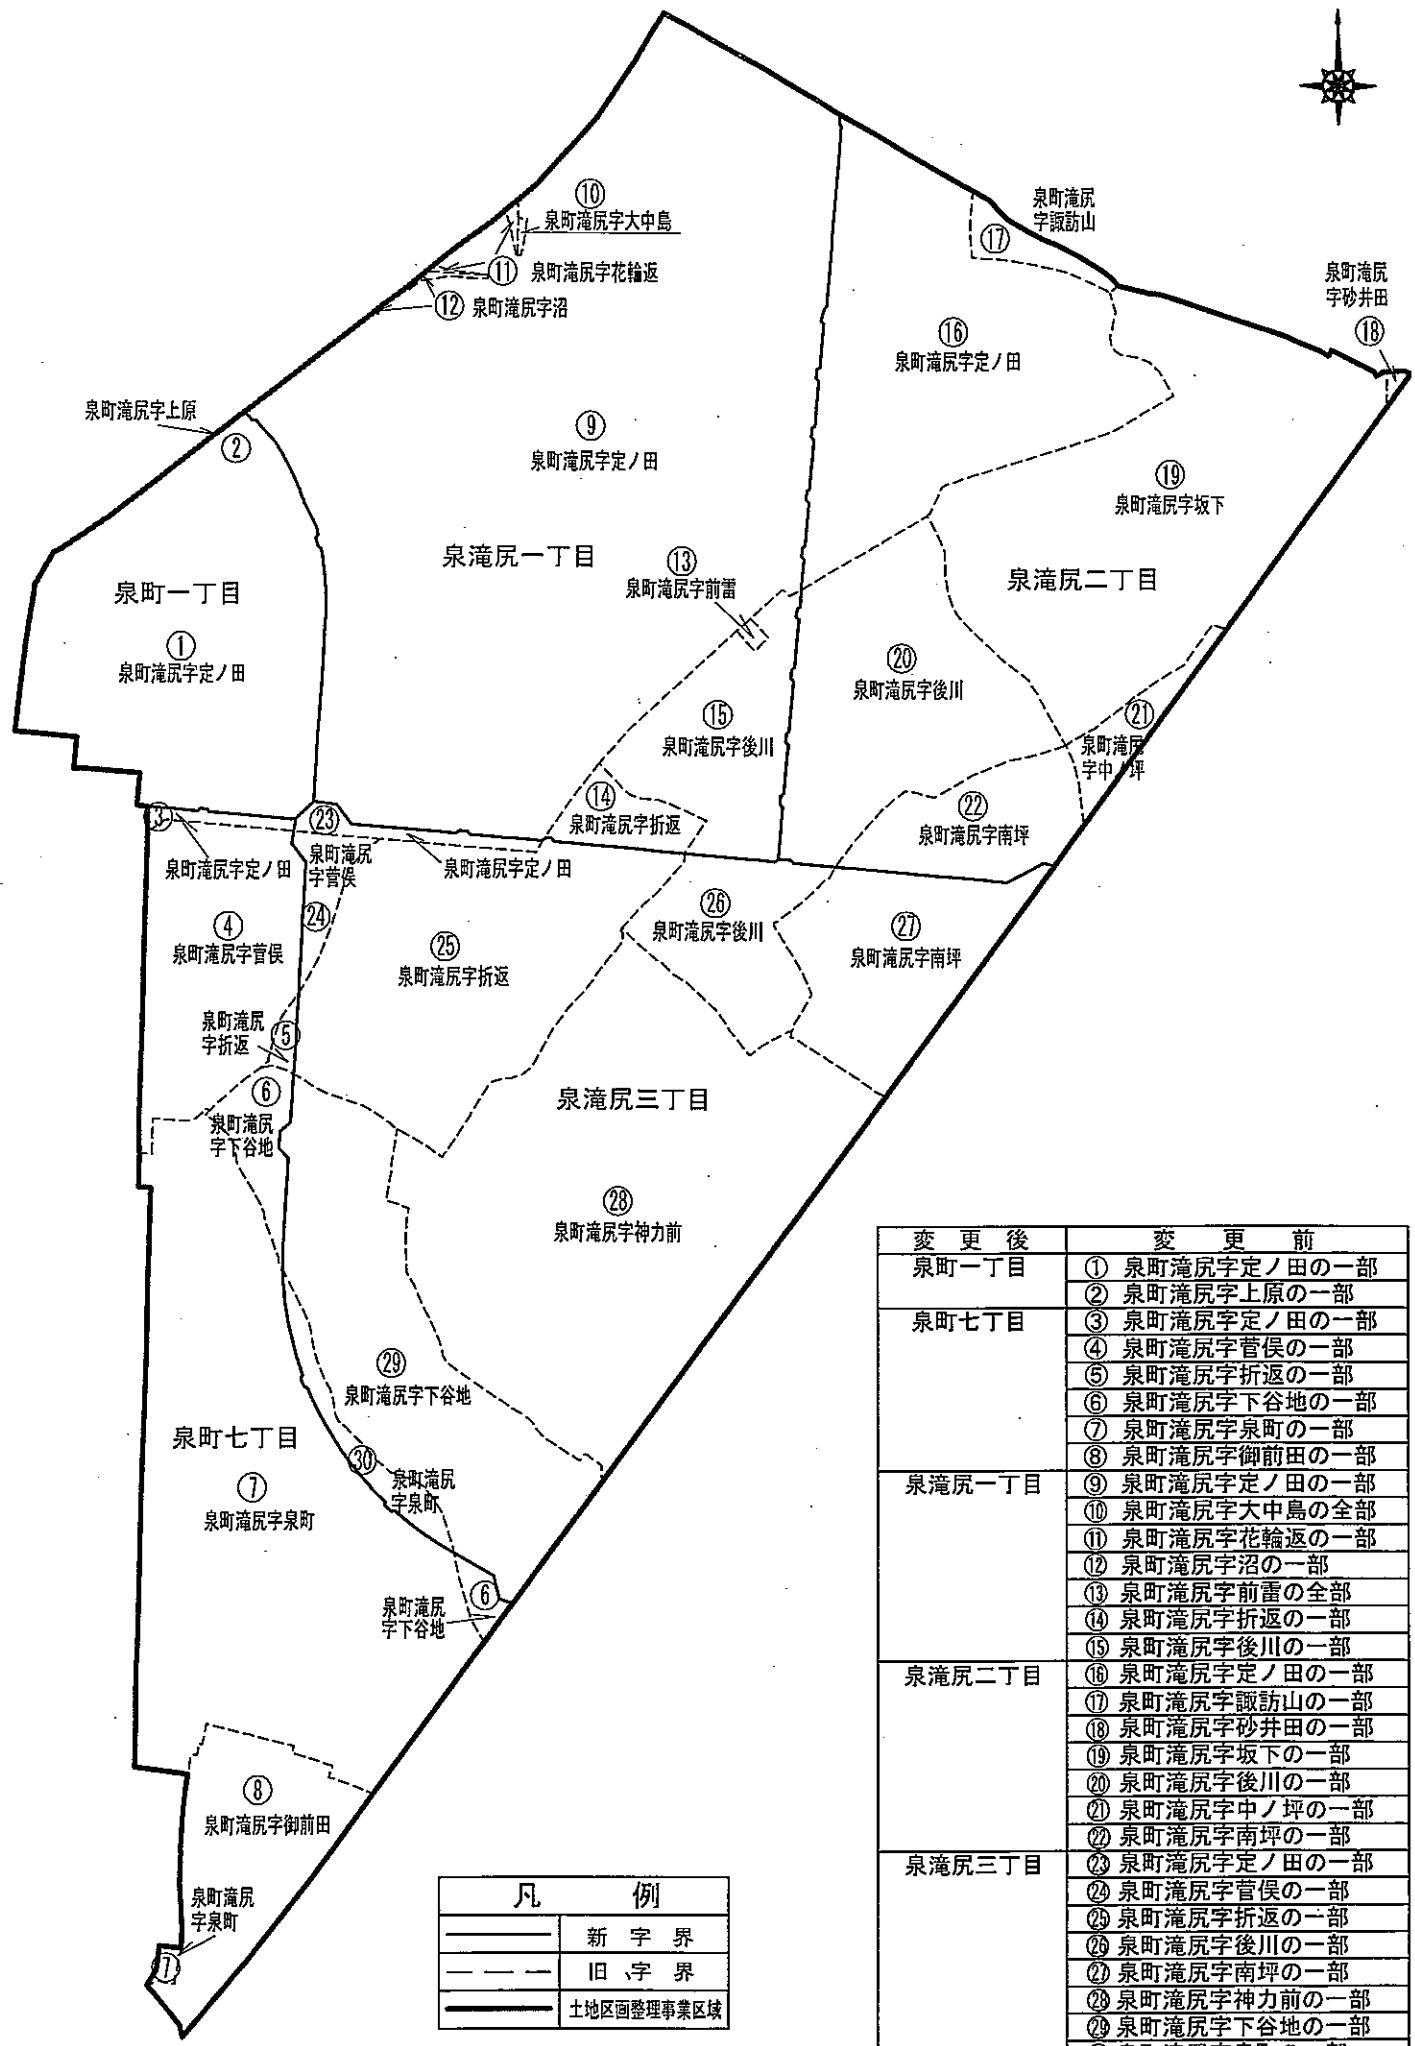 ⑩
泉町滝尻字大中島
泉町滝尻
字諏訪山
⑰
⑪ 泉町滝尻字花輪返
⑫ 泉町滝尻字沼
泉町滝尻
字砂井田
⑱
⑯
泉町滝尻字定ノ田
泉町滝尻字上原
②
⑨
泉町滝尻字定ノ田
⑲
泉町滝尻字坂下
泉滝尻一丁目
⑬
泉町滝尻字前雷
泉滝尻二丁目
泉町一丁目
①
泉町滝尻字定ノ田
⑳
泉町滝尻字後川
⑮
泉町滝尻字後川
㉑
泉町滝尻
字中ノ坪
⑭
泉町滝尻字折返
㉒
泉町滝尻字南坪
③
泉町滝尻字定ノ田
㉓
泉町滝尻
字菅俣
泉町滝尻字定ノ田
㉔
④
泉町滝尻字菅俣
㉕
泉町滝尻字折返
㉖
泉町滝尻字後川
㉗
泉町滝尻字南坪
泉町滝尻
字折返
⑤
⑥
泉町滝尻
字下谷地
泉滝尻三丁目
㉘
泉町滝尻字神力前
㉙
泉町滝尻字下谷地
泉町七丁目
⑦
泉町滝尻字泉町
㉚
泉町滝尻
字泉町
⑥
泉町滝尻
字下谷地
⑧
泉町滝尻字御前田
泉町滝尻
字泉町
⑦
凡 例
新 字 界
旧 字 界
土地区画整理事業区域
変 更 後 変 更 前
泉町一丁目 ① 泉町滝尻字定ノ田の一部
② 泉町滝尻字上原の一部
泉町七丁目 ③ 泉町滝尻字定ノ田の一部
④ 泉町滝尻字菅俣の一部
⑤ 泉町滝尻字折返の一部
⑥ 泉町滝尻字下谷地の一部
⑦ 泉町滝尻字泉町の一部
⑧ 泉町滝尻字御前田の一部
泉滝尻一丁目 ⑨ 泉町滝尻字定ノ田の一部
⑩ 泉町滝尻字大中島の全部
⑪ 泉町滝尻字花輪返の一部
⑫ 泉町滝尻字沼の一部
⑬ 泉町滝尻字前雷の全部
⑭ 泉町滝尻字折返の一部
⑮ 泉町滝尻字後川の一部
泉滝尻二丁目 ⑯ 泉町滝尻字定ノ田の一部
⑰ 泉町滝尻字諏訪山の一部
⑱ 泉町滝尻字砂井田の一部
⑲ 泉町滝尻字坂下の一部
⑳ 泉町滝尻字後川の一部
㉑ 泉町滝尻字中ノ坪の一部
㉒ 泉町滝尻字南坪の一部
泉滝尻三丁目 ㉓ 泉町滝尻字定ノ田の一部
㉔ 泉町滝尻字菅俣の一部
㉕ 泉町滝尻字折返の一部
㉖ 泉町滝尻字後川の一部
㉗ 泉町滝尻字南坪の一部
㉘ 泉町滝尻字神力前の一部
㉙ 泉町滝尻字下谷地の一部